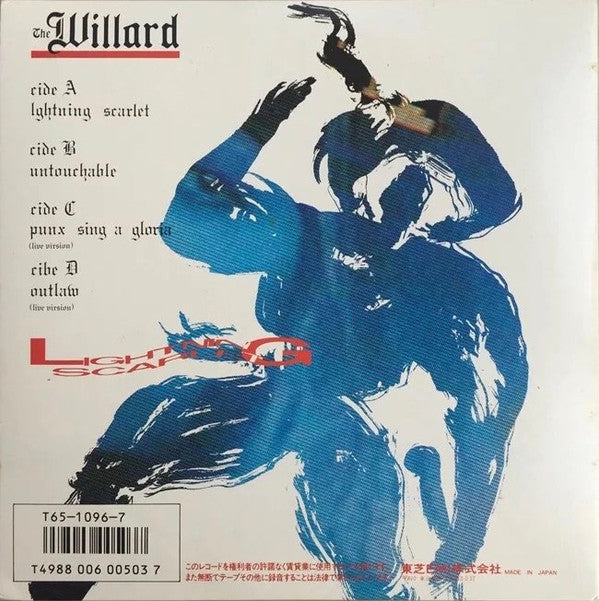 The Willard
cide A
lghtning scarlet
cide B
untouchable
cide C
punx sing a gloria
(live virsion)
cibe D
outlaw
(live virsion)
LIGHTNING
SCARLET
T65-1096-7
T4988 006 00503 7
このレコードを権利者の許諾なく賃貸業に使用す
また無断でテープその他に録音することは法律で
東芝EMI株式会社 MADE IN JAPAN